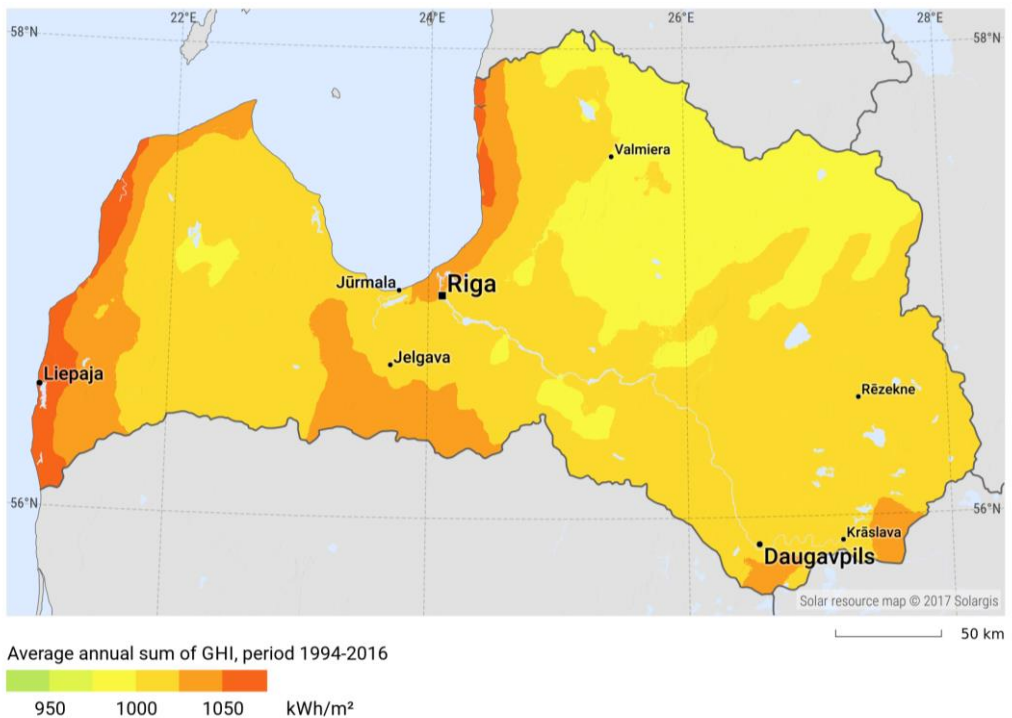 22°E 24°E 26°E 28°E
58°N 58°N
Valmiera
Jūrmala Riga
Jelgava
Liepaja
Rēzekne
56°N 56°N
Krāslava
Daugavpils
Solar resource map © 2017 Solargis
50 km
Average annual sum of GHI, period 1994-2016
950 1000 1050 kWh/m²